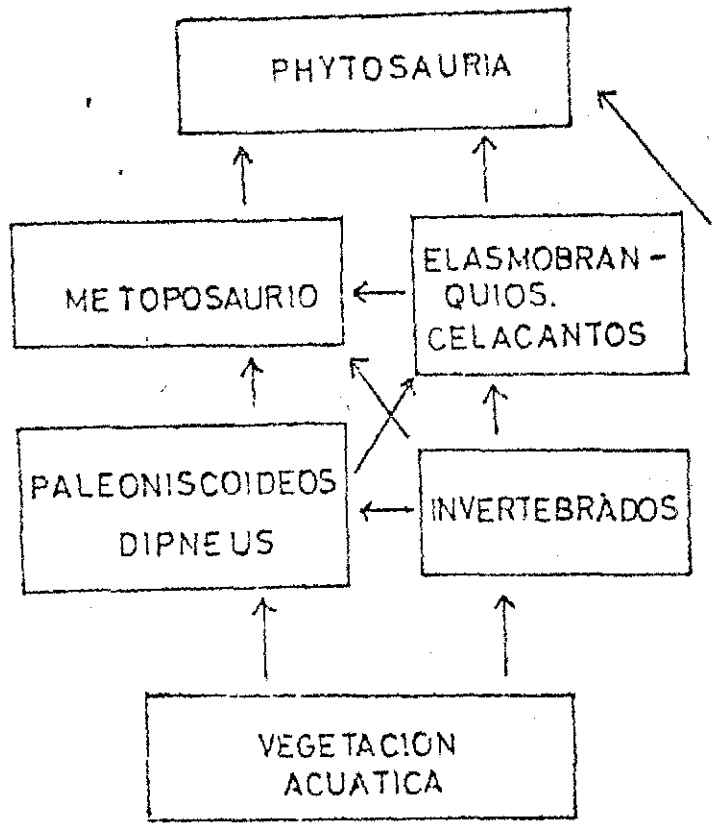 PHYTOSAURIA
METOPOSAURIO
ELASMOBRAN-
QUIOS.
CELACANTOS
PALEONISCOIDEOS
DIPNEUS
INVERTEBRADOS
VEGETACION
ACUATICA